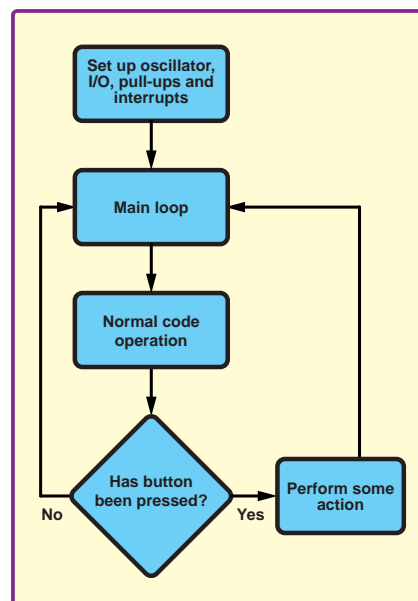 Set up oscillator,
I/O, pull-ups and
interrupts
Main loop
Normal code
operation
Has button
been pressed?
No
Yes
Perform some
action